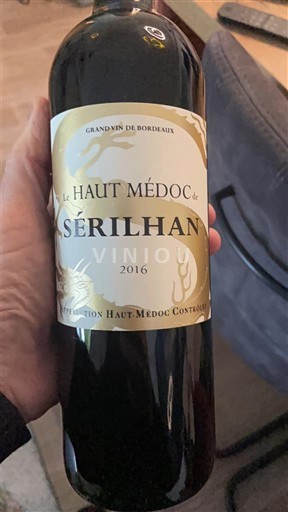 GRAND VIN DE BORDEAUX
Le HAUT MÉDOC de
SÉRILHAN
VINIOU
2016
APPELLATION HAUT-MÉDOC CONTRÔLÉE